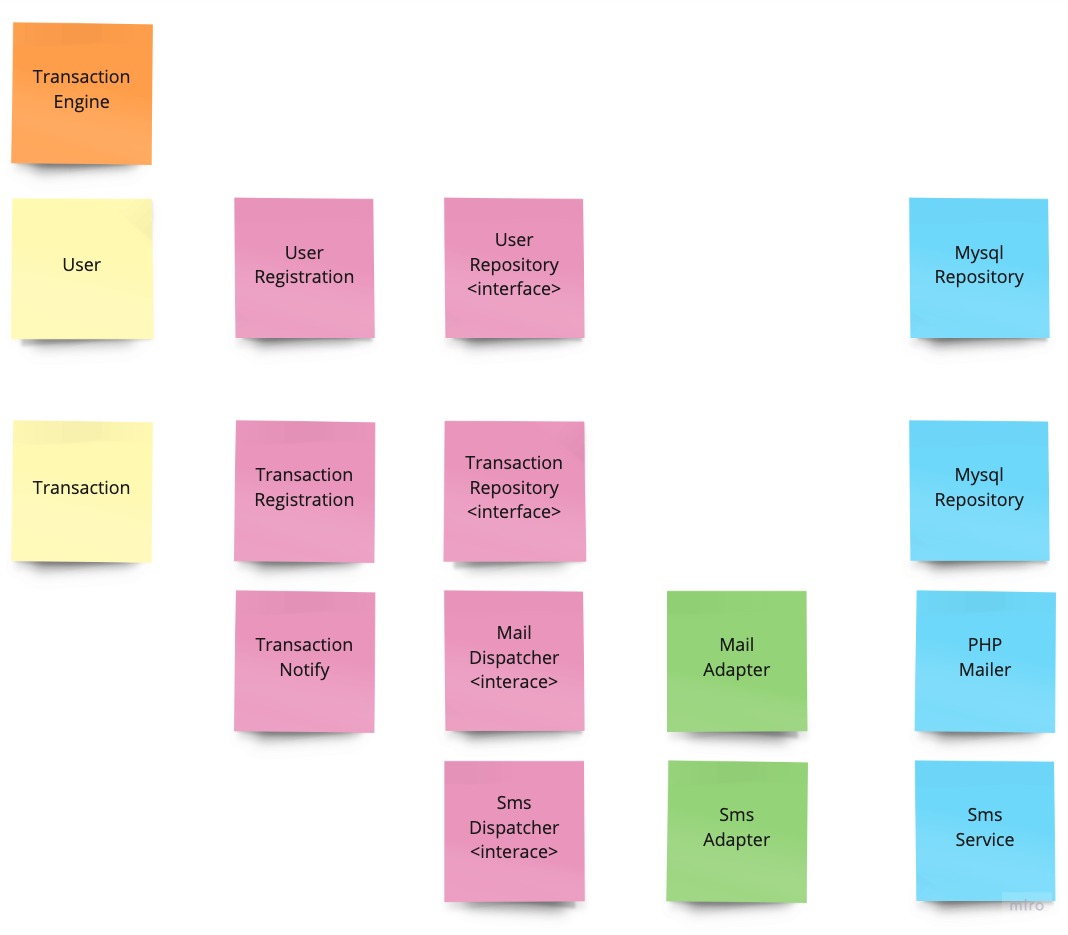 Transaction
Engine
User
User
Registration
User
Repository
<interface>
Mysql
Repository
Transaction
Transaction
Registration
Transaction
Repository
<interface>
Mysql
Repository
Transaction
Notify
Mail
Dispatcher
<interace>
Mail
Adapter
PHP
Mailer
Sms
Dispatcher
<interace>
Sms
Adapter
Sms
Service
miro